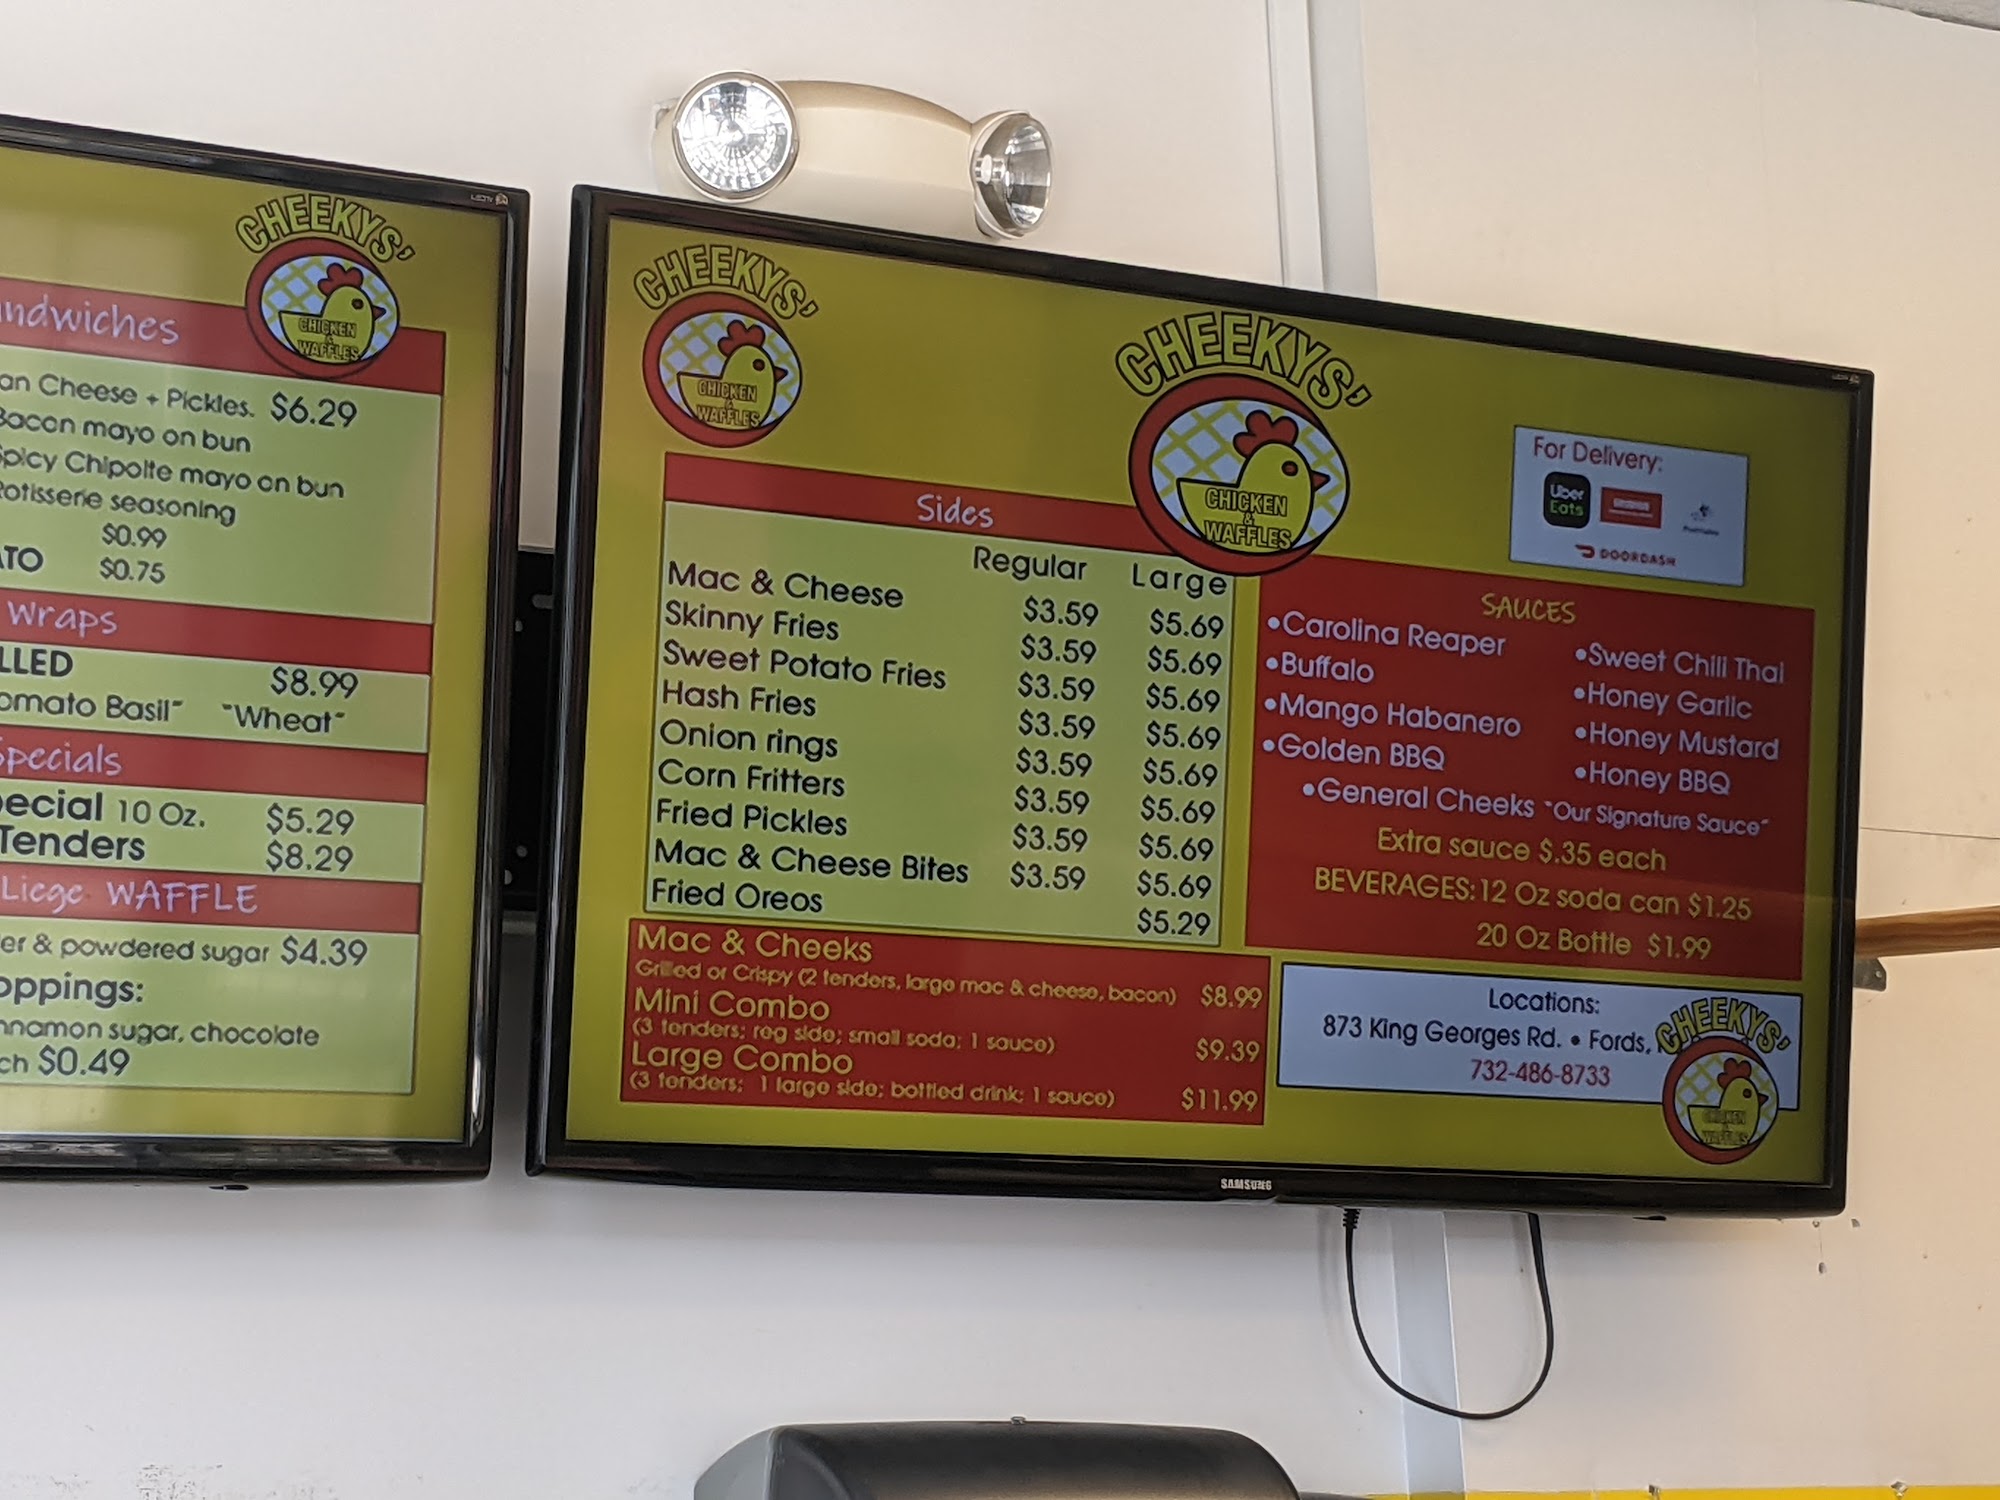 CHEEKYS'
CHICKEN
&
WAFFLES
ndwiches
an Cheese + Pickles. $6.29
Bacon mayo on bun
Spicy Chipolte mayo on bun
Rotisserie seasoning
$0.99
ATO $0.75
Wraps
LLED $8.99
omato Basil" "Wheat"
Specials
ecial 10 Oz. $5.29
Tenders $8.29
Liege WAFFLE
er & powdered sugar $4.39
oppings:
nnamon sugar, chocolate
ch $0.49
CHEEKYS'
CHICKEN
&
WAFFLES
CHEEKYS'
CHICKEN
&
WAFFLES
Sides
Regular Large
Mac & Cheese $3.59 $5.69
Skinny Fries $3.59 $5.69
Sweet Potato Fries $3.59 $5.69
Hash Fries $3.59 $5.69
Onion rings $3.59 $5.69
Corn Fritters $3.59 $5.69
Fried Pickles $3.59 $5.69
Mac & Cheese Bites $3.59 $5.69
Fried Oreos $5.29
Mac & Cheeks
Grilled or Crispy (2 tenders, large mac & cheese, bacon) $8.99
Mini Combo
(3 tenders; reg side; small soda; 1 sauce) $9.39
Large Combo
(3 tenders; 1 large side; bottled drink; 1 sauce) $11.99
For Delivery:
Uber
Eats
DOORDASH
SAUCES
•Carolina Reaper •Sweet Chili Thai
•Buffalo •Honey Garlic
•Mango Habanero •Honey Mustard
•Golden BBQ •Honey BBQ
•General Cheeks "Our Signature Sauce"
Extra sauce $.35 each
BEVERAGES: 12 Oz soda can $1.25
20 Oz Bottle $1.99
Locations:
873 King Georges Rd. • Fords,
732-486-8733
CHEEKYS'
CHICKEN
&
WAFFLES
SAMSUNG